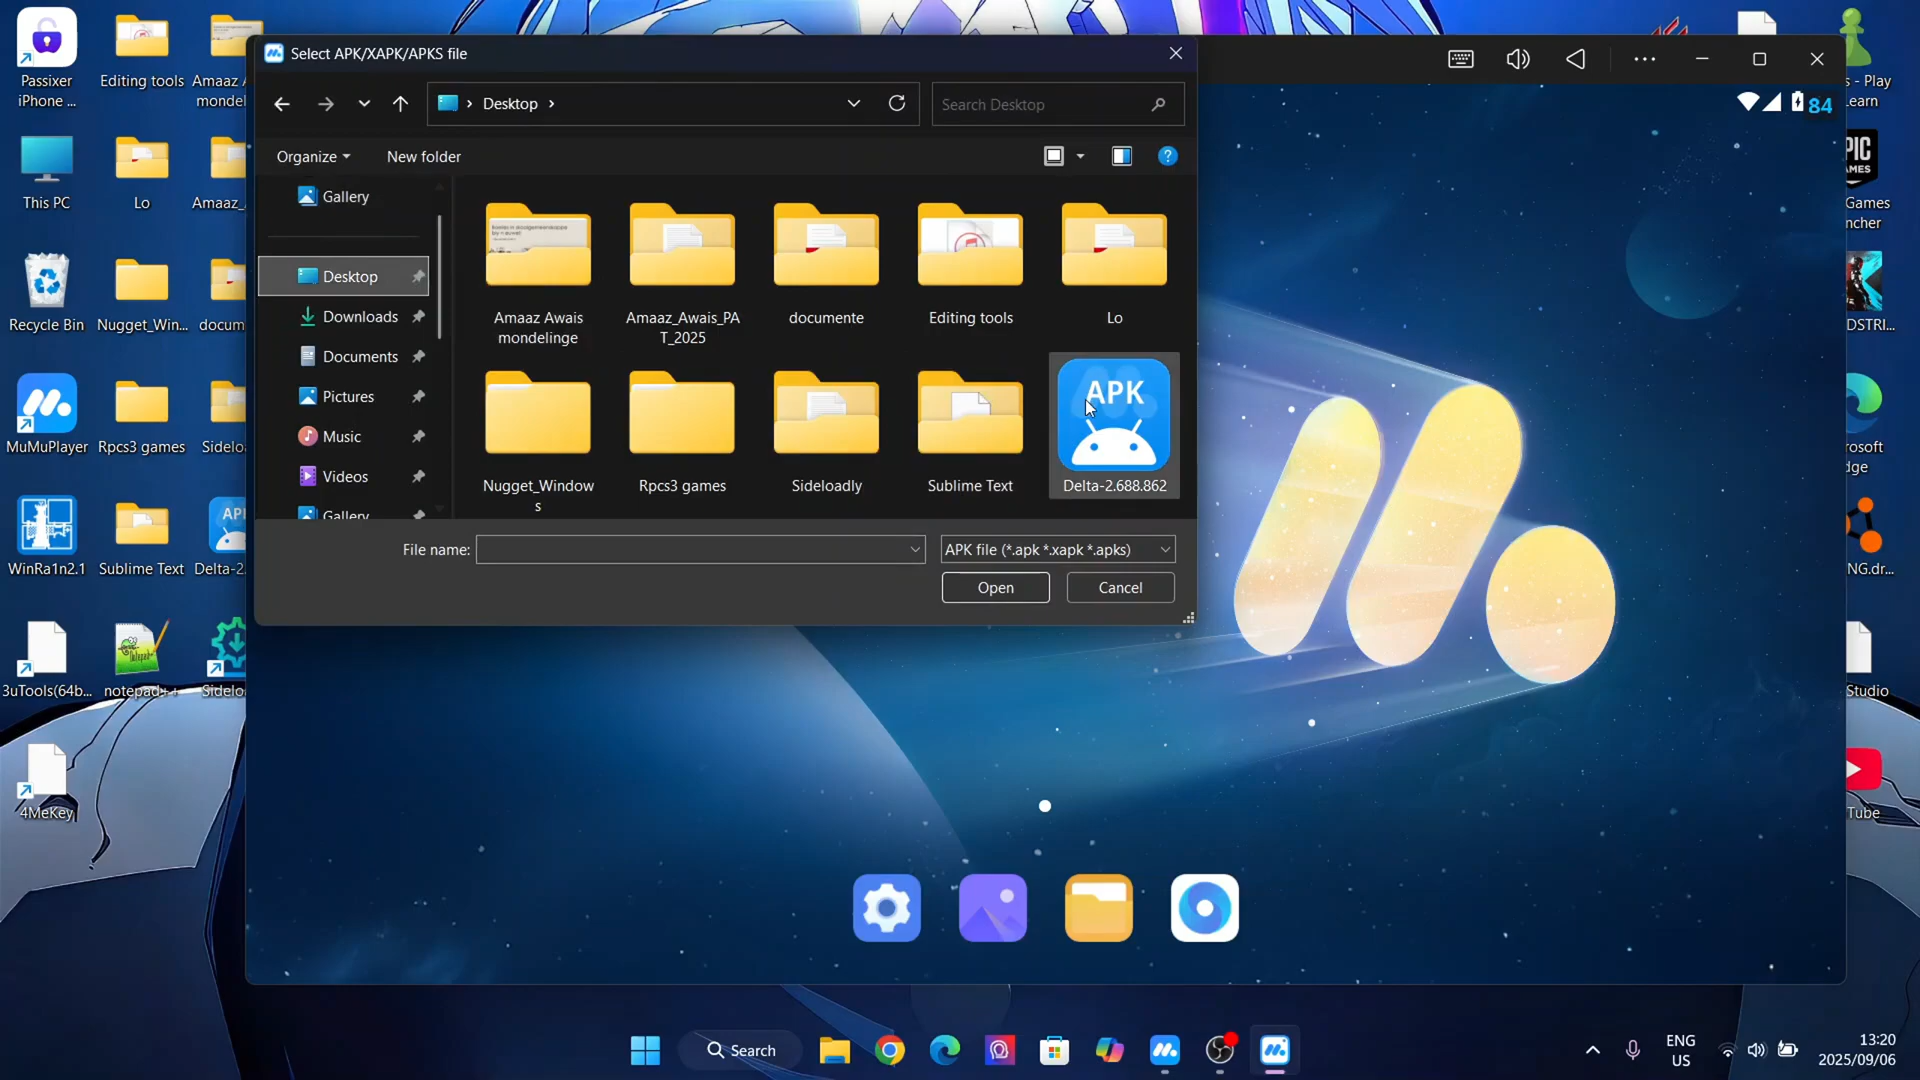 Passixer
iPhone ...
Editing tools
Amaaz A
mondel
This PC
Lo
Amaaz_
Recycle Bin
Nugget_Win...
docum
MuMuPlayer
Rpcs3 games
Sideloa
WinRa1n2.1
Sublime Text
APK
Delta-2.
3uTools(64b...
notepad++
Sidelo
4MeKey
Select APK/XAPK/APKS file
Desktop
Search Desktop
Organize
New folder
Gallery
Desktop
Downloads
Documents
Pictures
Music
Videos
Gallery
Amaaz Awais
mondelinge
Amaaz_Awais_PA
T_2025
documente
Editing tools
Lo
APK
Nugget_Window
s
Rpcs3 games
Sideloadly
Sublime Text
Delta-2.688.862
File name:
APK file (*.apk *.xapk *.apks)
Open
Cancel
84
s - Play
Learn
EPIC
GAMES
Games
ncher
DSTRI...
rosoft
dge
NG.dr...
Studio
Tube
Search
ENG
US
13:20
2025/09/06